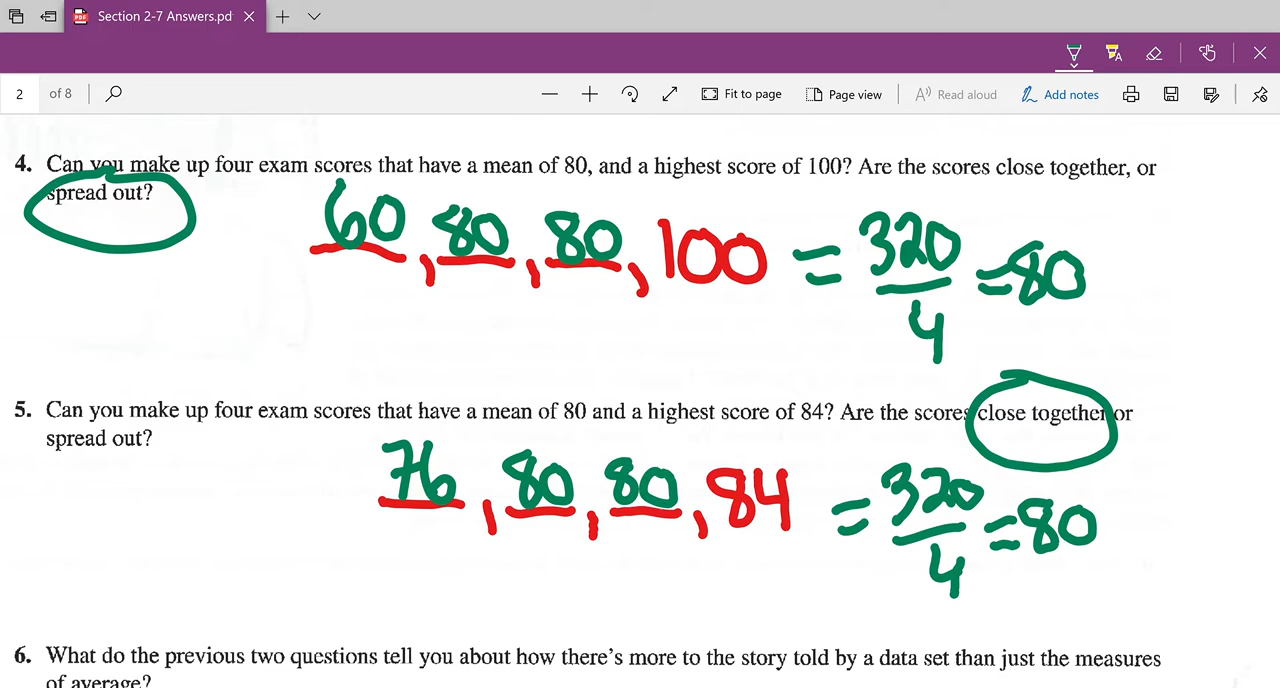 Section 2-7 Answers.pd
2 of 8 Fit to page Page view A Read aloud Add notes
4. Can you make up four exam scores that have a mean of 80, and a highest score of 100? Are the scores close together, or
spread out?
60, 80, 80, 100 = 320/4 = 80
5. Can you make up four exam scores that have a mean of 80 and a highest score of 84? Are the scores close together or
spread out?
76, 80, 80, 84 = 320/4 = 80
6. What do the previous two questions tell you about how there's more to the story told by a data set than just the measures
of average?